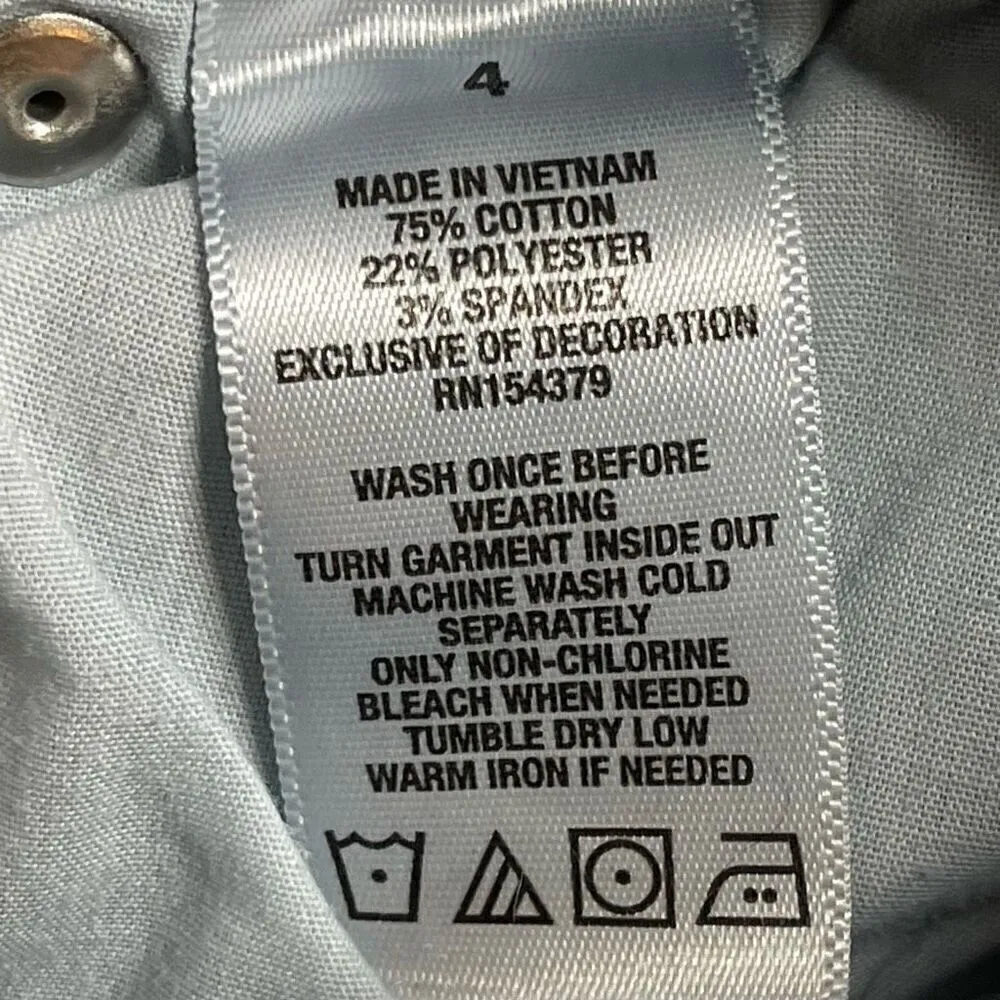 4
MADE IN VIETNAM
75% COTTON
22% POLYESTER
3% SPANDEX
EXCLUSIVE OF DECORATION
RN154379
WASH ONCE BEFORE
WEARING
TURN GARMENT INSIDE OUT
MACHINE WASH COLD
SEPARATELY
ONLY NON-CHLORINE
BLEACH WHEN NEEDED
TUMBLE DRY LOW
WARM IRON IF NEEDED